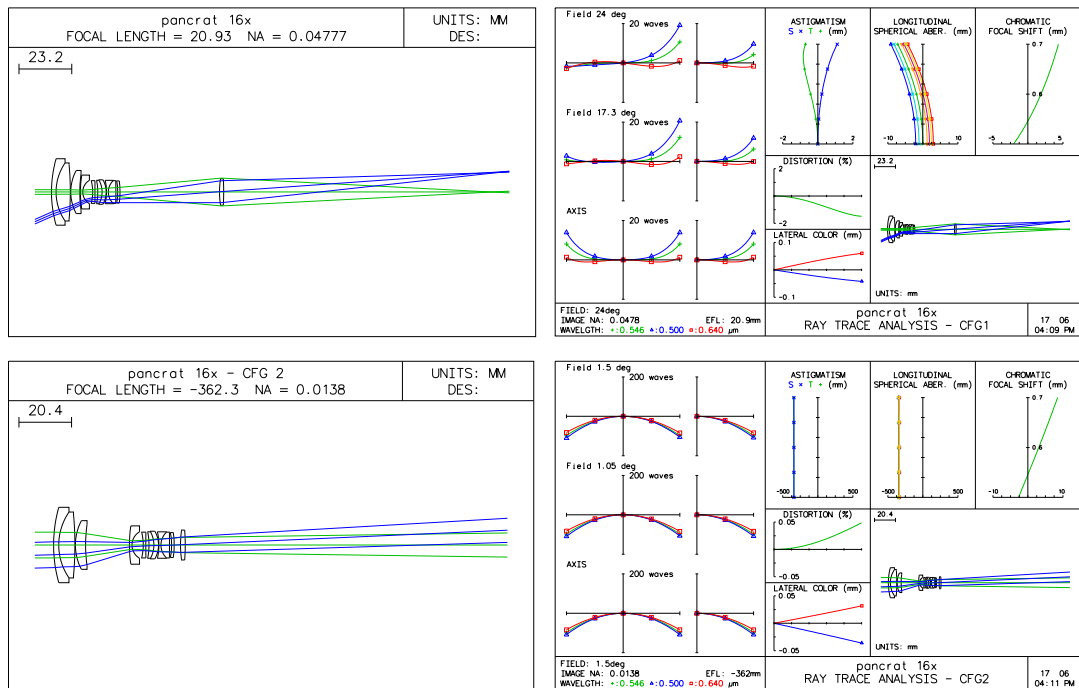 pancrat 16x
FOCAL LENGTH = 20.93 NA = 0.04777
UNITS: MM
DES:
23.2
Field 24 deg
20 waves
Field 17.3 deg
20 waves
AXIS
20 waves
ASTIGMATISM
S × T + (mm)
-2 2
LONGITUDINAL
SPHERICAL ABER. (mm)
-10 10
CHROMATIC
FOCAL SHIFT (mm)
0.7
0.6
-5 5
DISTORTION (%)
2
-2
LATERAL COLOR (mm)
0.1
-0.1
23.2
UNITS: mm
FIELD: 24deg
IMAGE NA: 0.0478 EFL: 20.9mm
WAVELGTH: +:0.546 ▵:0.500 ▫:0.640 µm
pancrat 16x
RAY TRACE ANALYSIS - CFG1
17 06
04:09 PM
pancrat 16x - CFG 2
FOCAL LENGTH = -362.3 NA = 0.0138
UNITS: MM
DES:
20.4
Field 1.5 deg
200 waves
Field 1.05 deg
200 waves
AXIS
200 waves
ASTIGMATISM
S × T + (mm)
-500 500
LONGITUDINAL
SPHERICAL ABER. (mm)
-500 500
CHROMATIC
FOCAL SHIFT (mm)
0.7
0.6
-10 10
DISTORTION (%)
0.05
-0.05
LATERAL COLOR (mm)
0.05
-0.05
20.4
UNITS: mm
FIELD: 1.5deg
IMAGE NA: 0.0138 EFL: -362mm
WAVELGTH: +:0.546 ▵:0.500 ▫:0.640 µm
pancrat 16x
RAY TRACE ANALYSIS - CFG2
17 06
04:11 PM